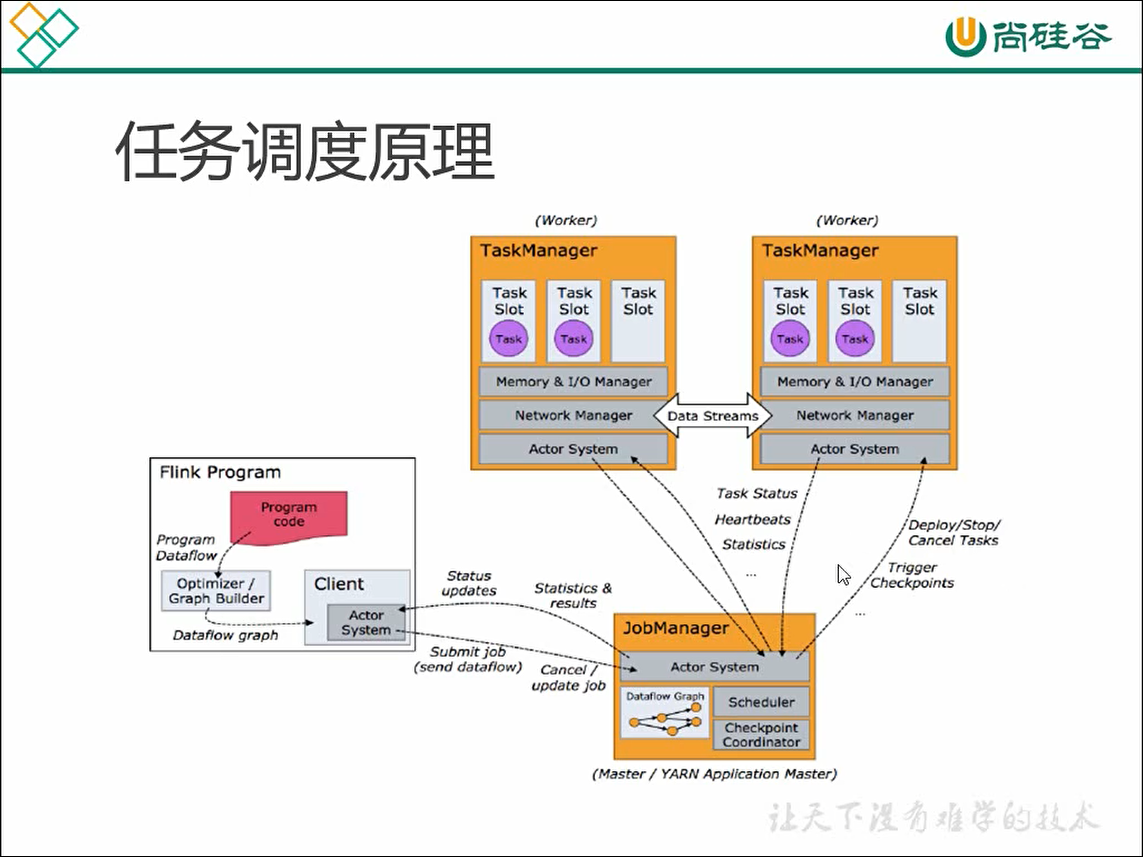 尚硅谷
任务调度原理
(Worker)
(Worker)
TaskManager
TaskManager
Task
Slot
Task
Task
Slot
Task
Task
Slot
Task
Slot
Task
Task
Slot
Task
Task
Slot
Memory & I/O Manager
Memory & I/O Manager
Network Manager
Data Streams
Network Manager
Actor System
Actor System
Flink Program
Program
code
Program
Dataflow
Optimizer /
Graph Builder
Dataflow graph
Client
Actor
System
Status
updates
Statistics &
results
Submit job
(send dataflow)
Cancel /
update job
Task Status
Heartbeats
Statistics
...
Deploy/Stop/
Cancel Tasks
Trigger
Checkpoints
...
JobManager
Actor System
Dataflow Graph
Scheduler
Checkpoint
Coordinator
(Master / YARN Application Master)
让天下没有难学的技术